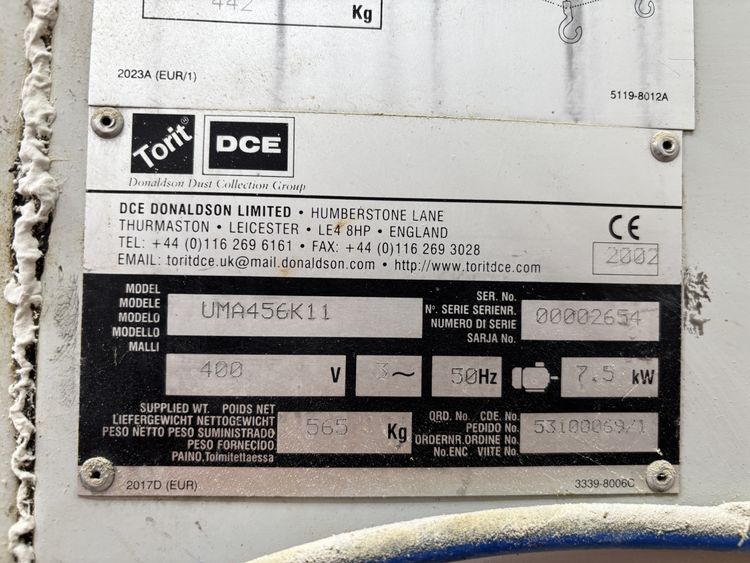 442 Kg
2023A (EUR/1)
5119-8012A
Torit DCE
Donaldson Dust Collection Group
DCE DONALDSON LIMITED • HUMBERSTONE LANE
THURMASTON • LEICESTER • LE4 8HP • ENGLAND
TEL: +44 (0)116 269 6161 • FAX: +44 (0)116 269 3028
EMAIL: toritdce.uk@mail.donaldson.com • http://www.toritdce.com
CE
2002
MODEL
MODELE
MODELO
MODELLO
MALLI
UMA456K11
SER. No.
N°. SERIE SERIENR.
NUMERO DI SERIE
SARJA No.
00002654
400 V
3~
50Hz
7.5 kW
SUPPLIED WT. POIDS NET
LIEFERGEWICHT NETTOGEWICHT
PESO NETTO PESO SUMINISTRADO
PESO FORNECIDO
PAINO,Tolmitettaessa
565 Kg
ORD. No. CDE. No.
PEDIDO No.
ORDERNR.ORDINE No.
No.ENC VIITE No.
53100069/1
2017D (EUR)
3339-8006C